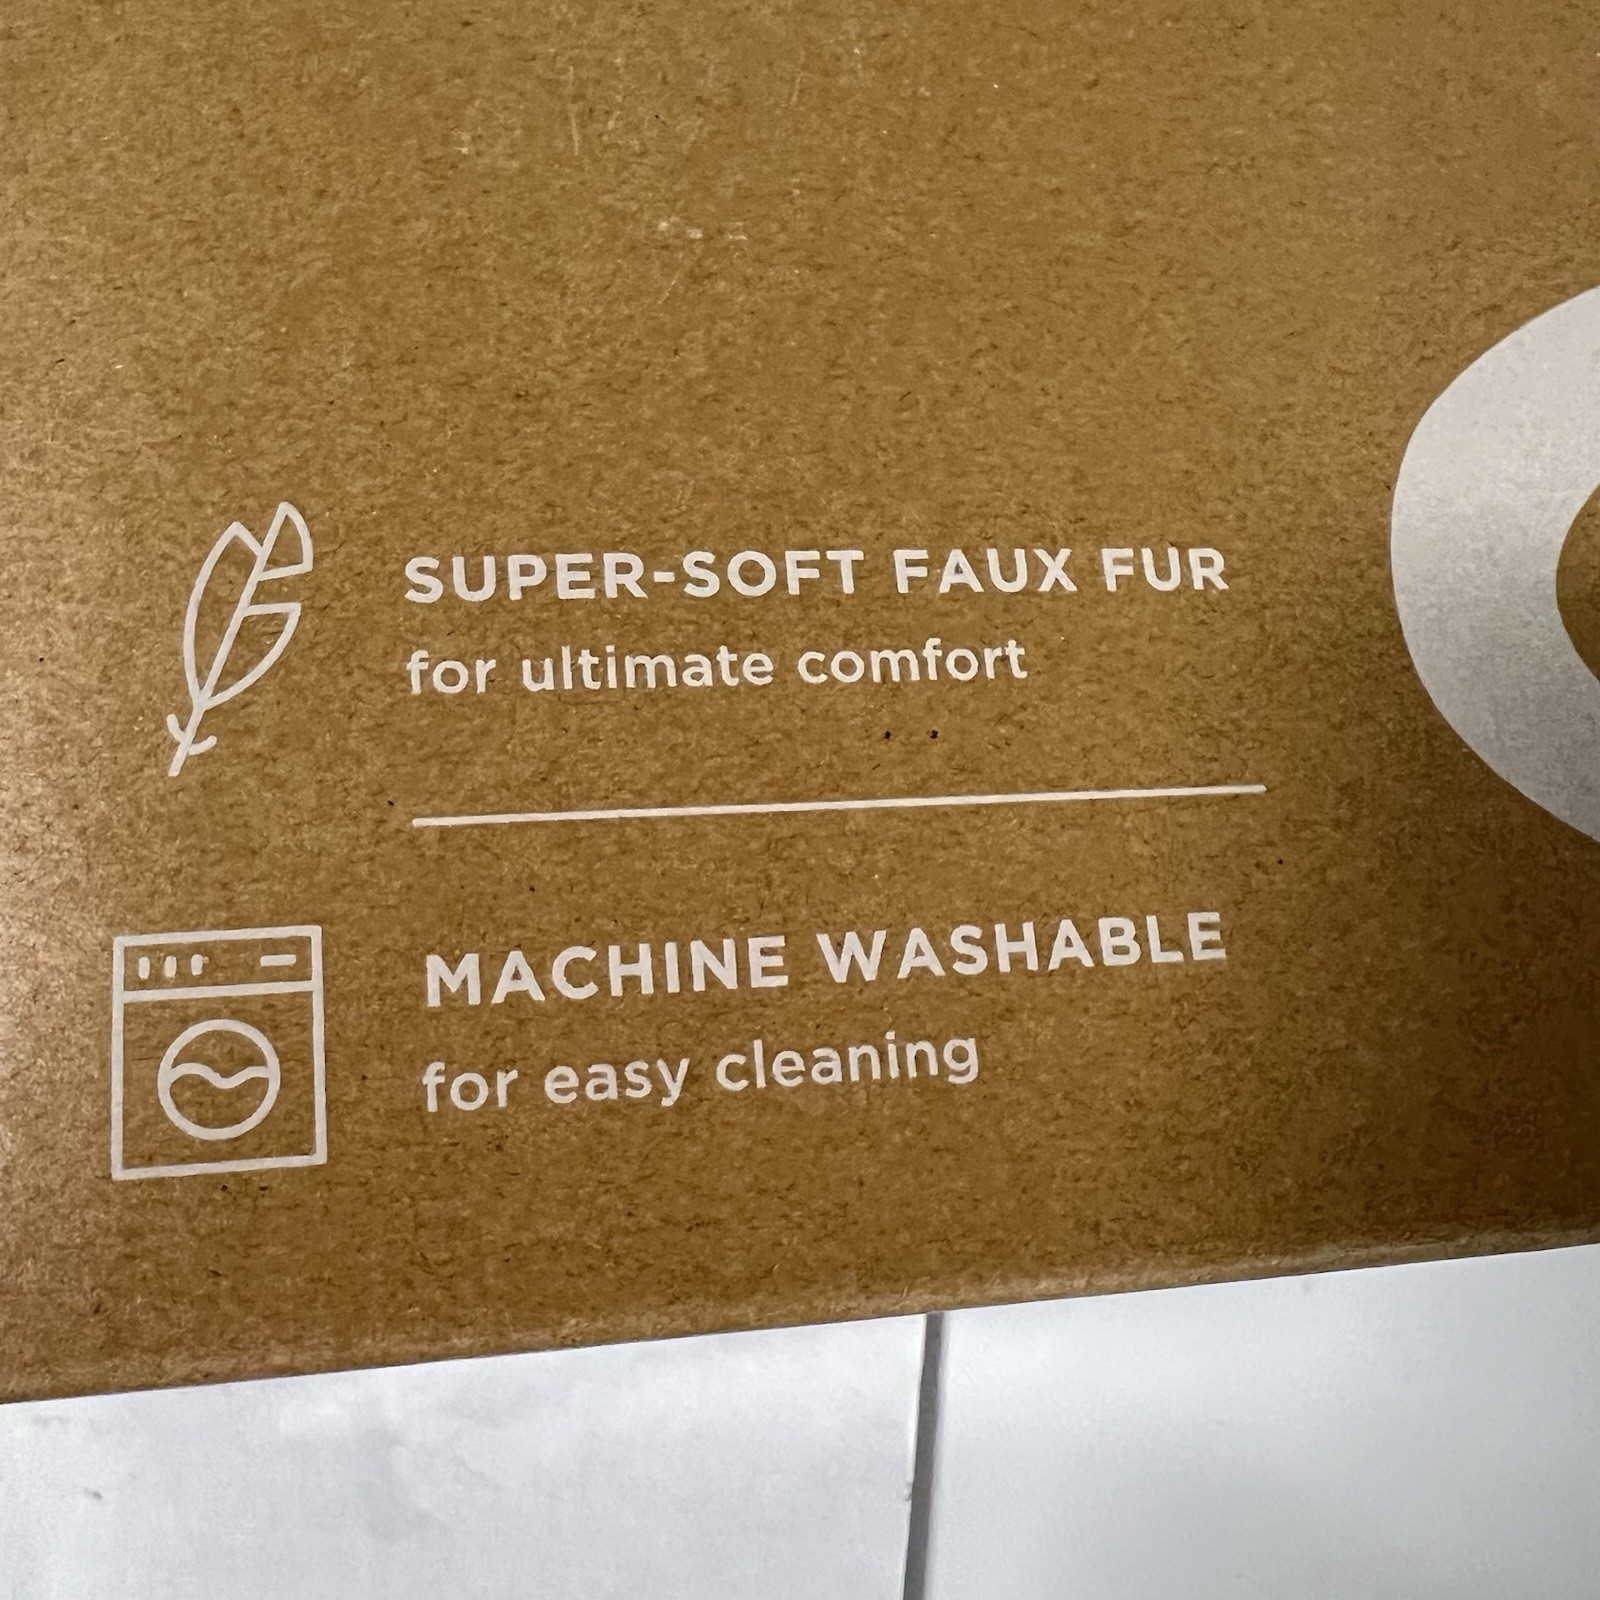 SUPER-SOFT FAUX FUR
for ultimate comfort
MACHINE WASHABLE
for easy cleaning